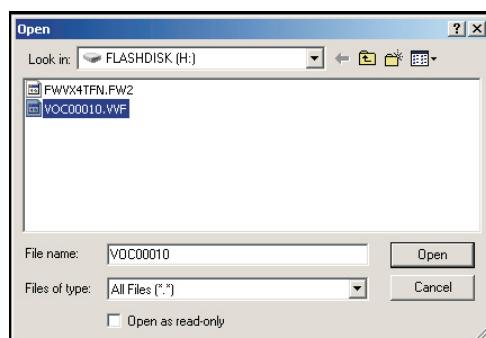 Open
Look in: FLASHDISK (H:)
FWVX4TFN.FW2
VOC00010.VVF
File name: VOC00010 Open
Files of type: All Files (*.*) Cancel
Open as read-only